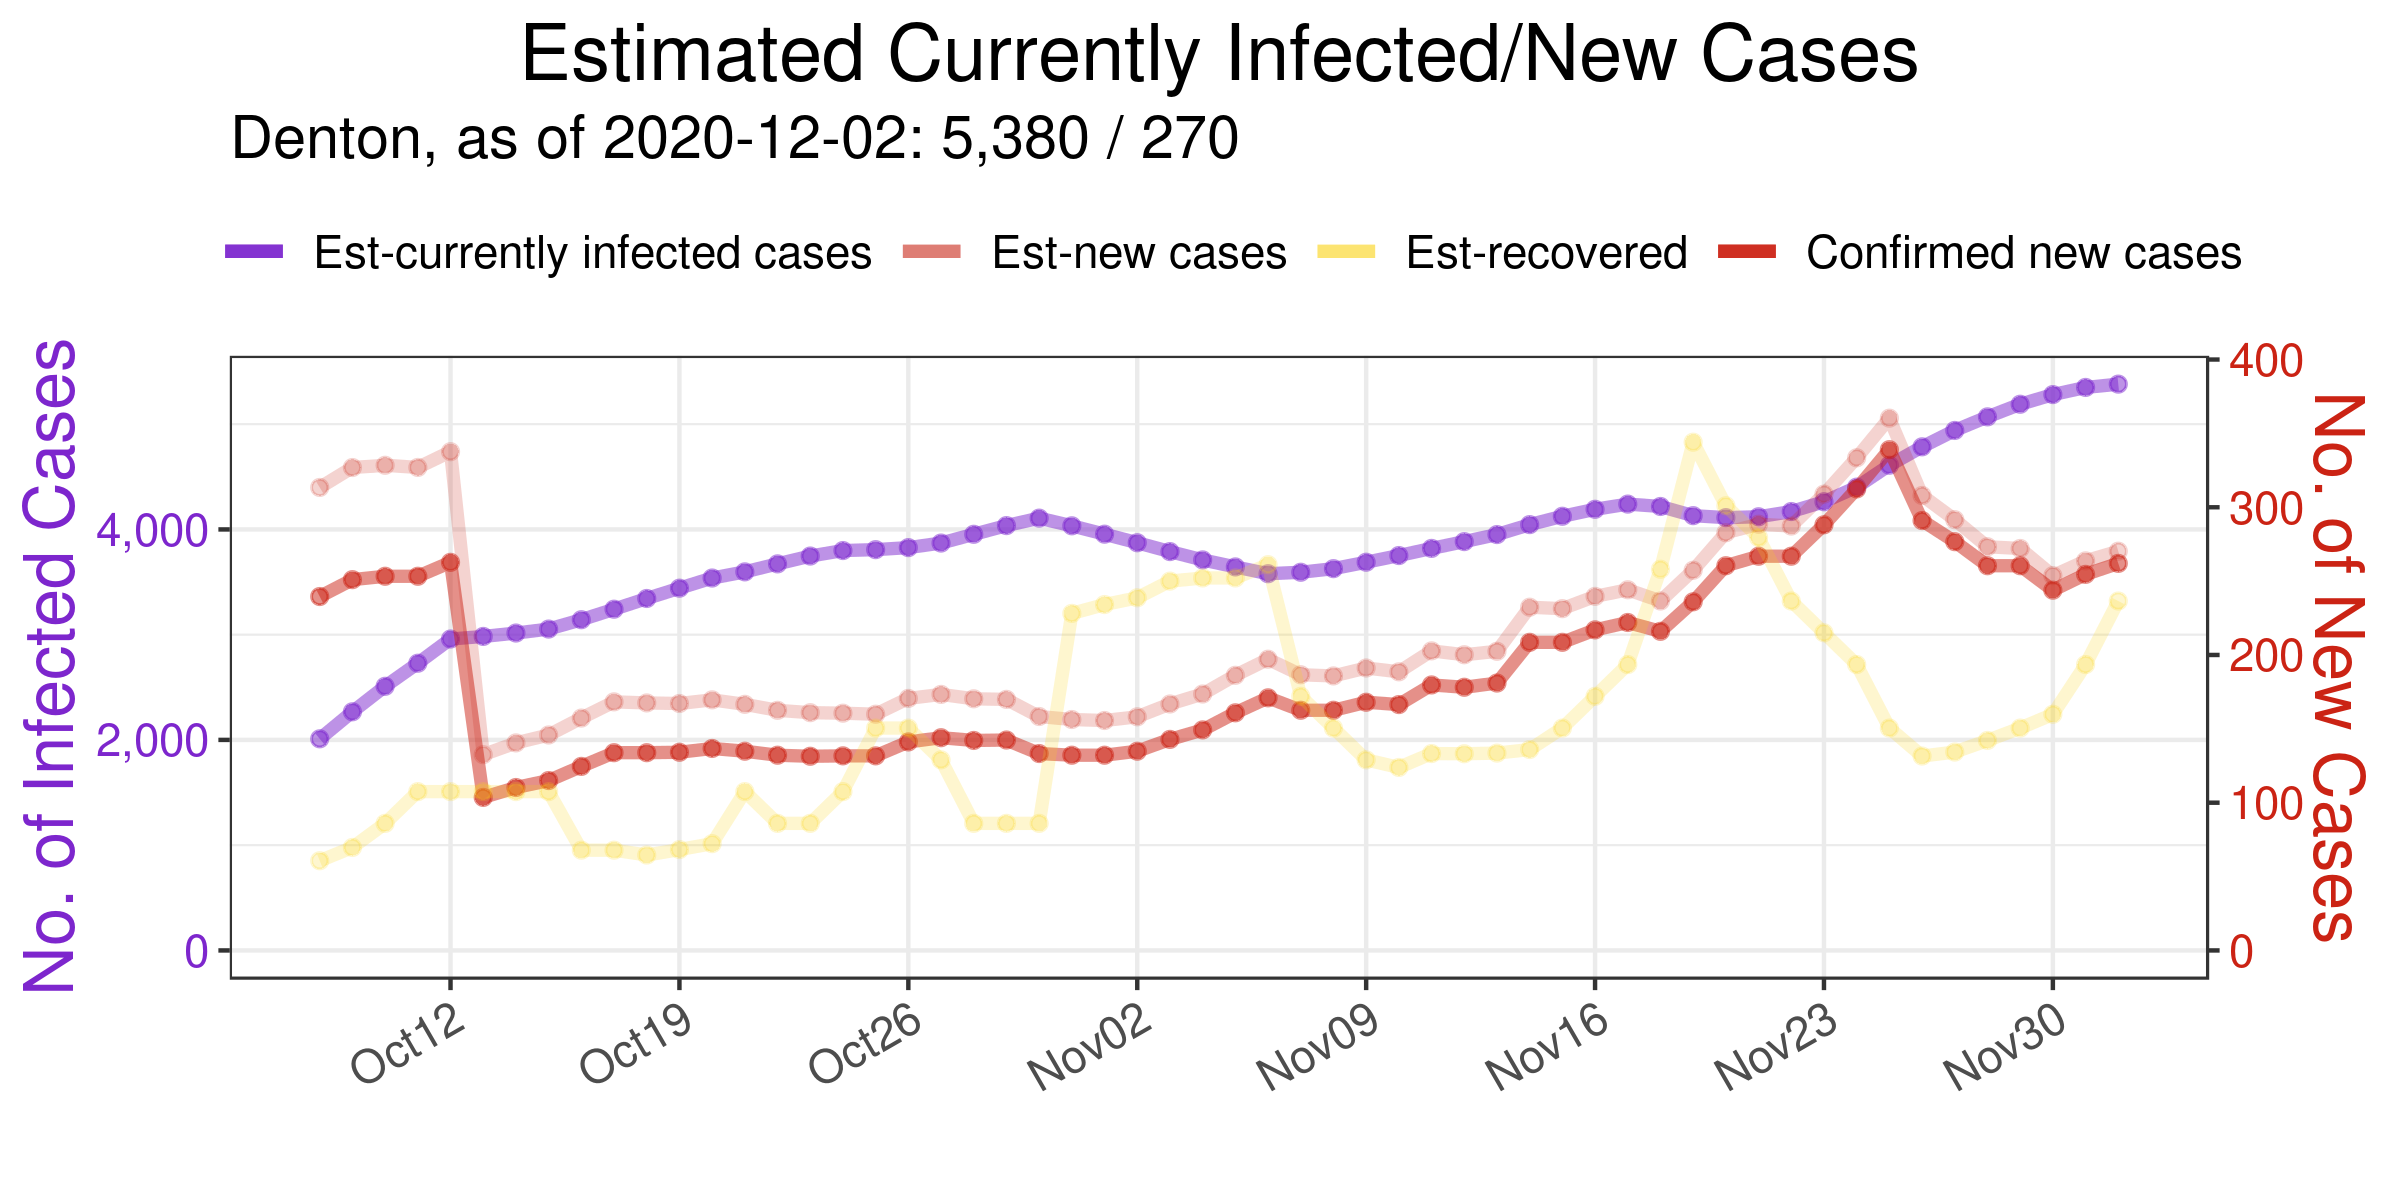 Estimated Currently Infected/New Cases
Denton, as of 2020-12-02: 5,380 / 270
Est-currently infected cases Est-new cases Est-recovered Confirmed new cases
No. of Infected Cases
4,000
2,000
0
400
300
200
100
0
No. of New Cases
Oct12 Oct19 Oct26 Nov02 Nov09 Nov16 Nov23 Nov30